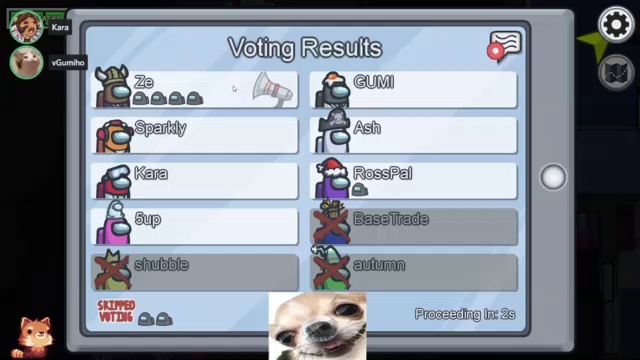 Kara
vGumiho
Voting Results
Ze
GUMI
Sparkly
Ash
Kara
RossPal
5up
BaseTrade
shubble
autumn
SKIPPED
VOTING
Proceeding In: 2s